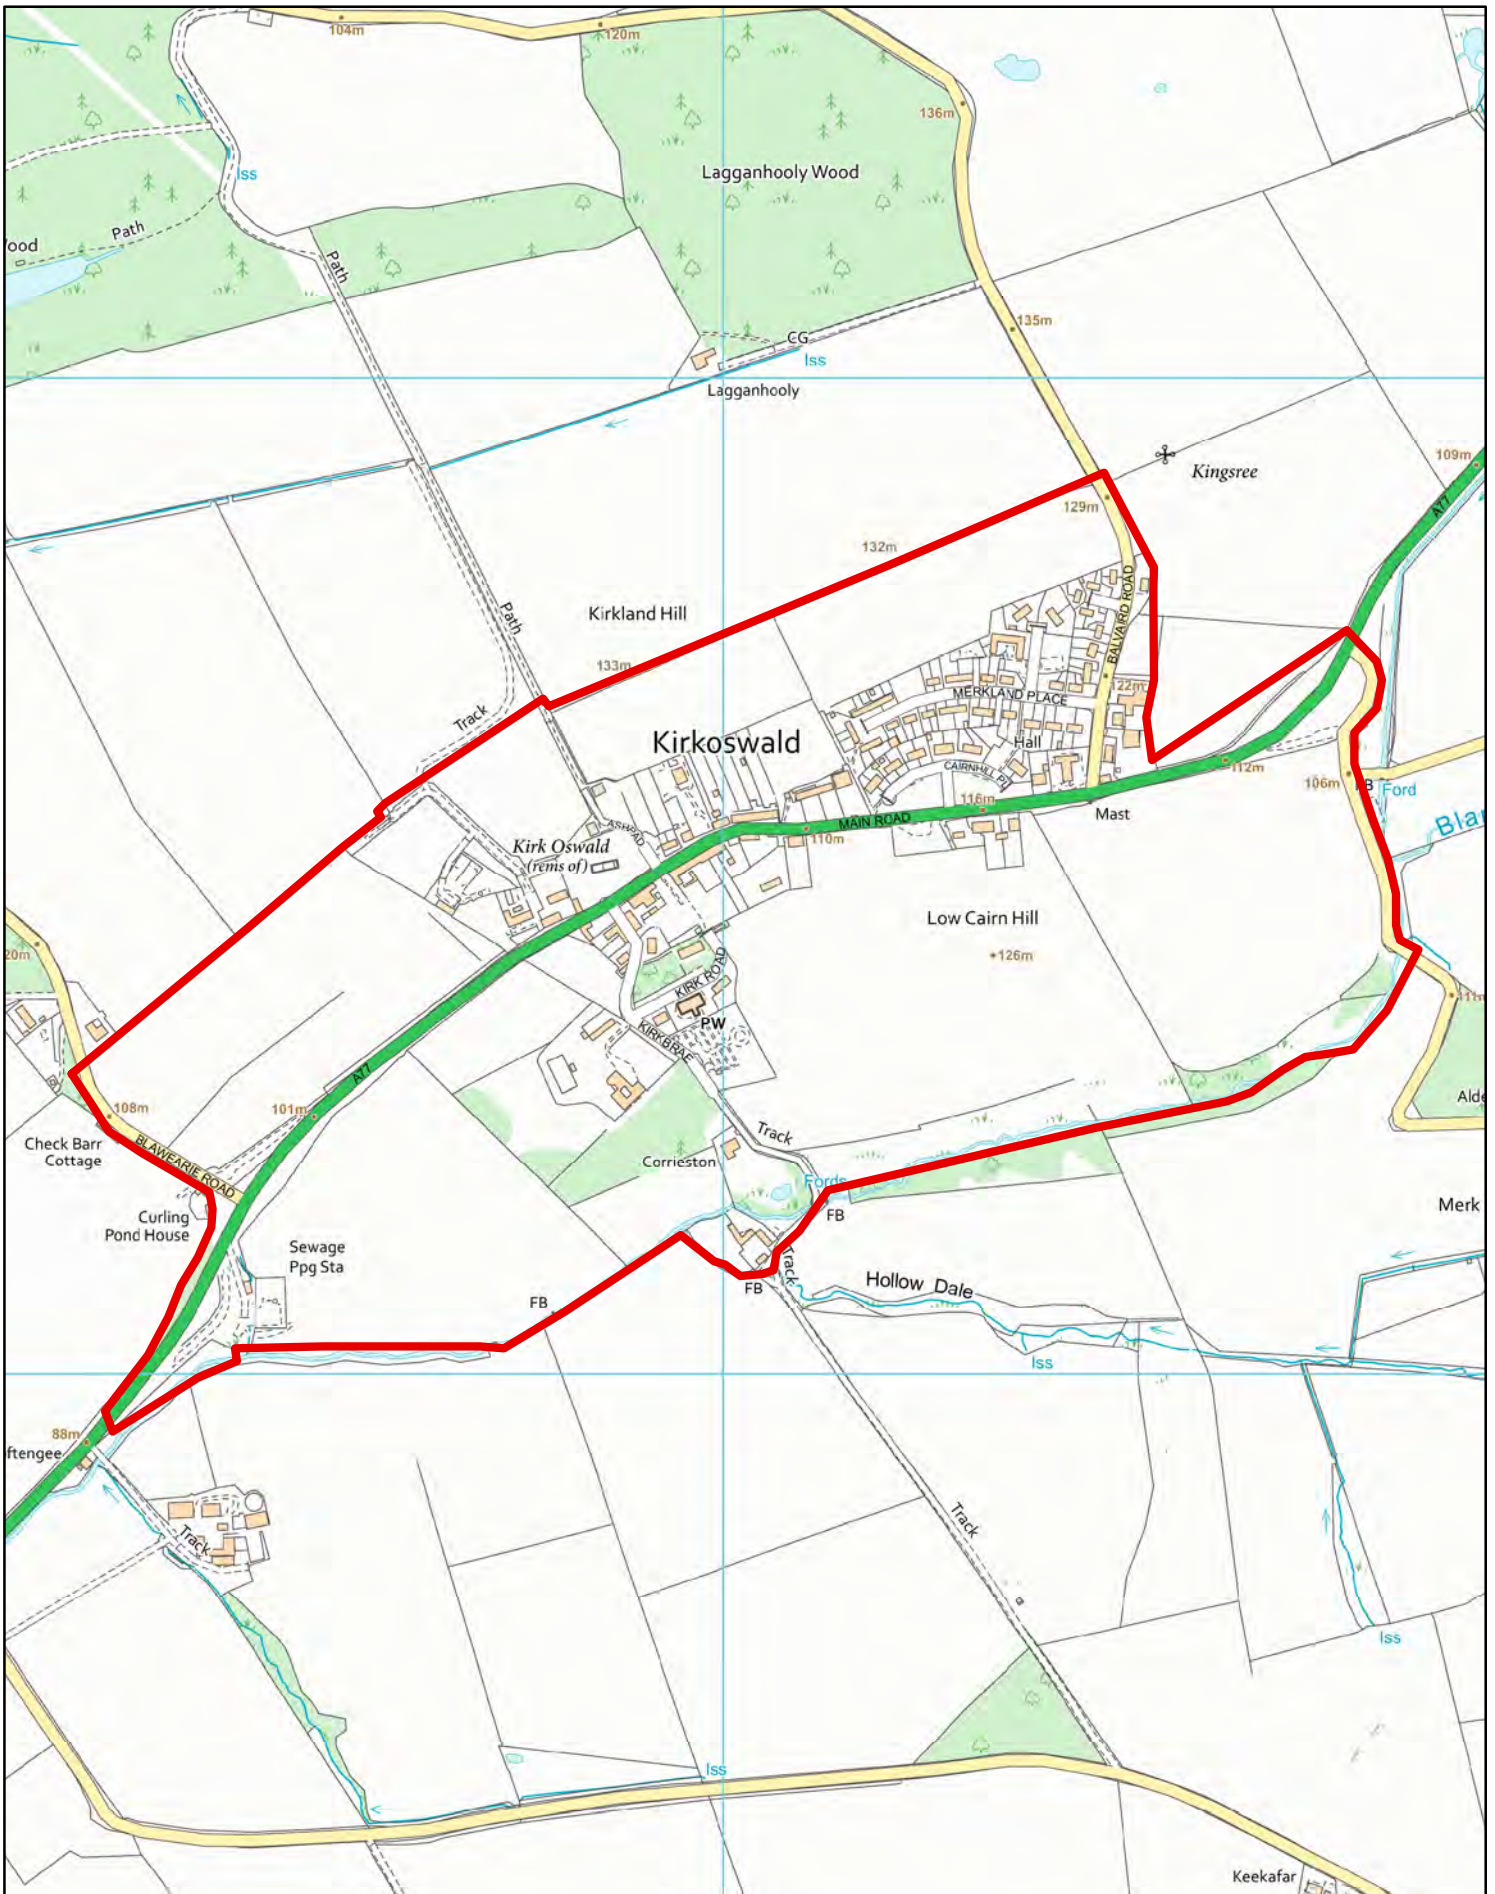 104m
120m
136m
Lagganhooly Wood
Iss
Path
Path
135m
CG
Iss
Lagganhooly
109m
A77
Kingsree
129m
132m
BALVAIRD ROAD
Path
Kirkland Hill
133m
122m
MERKLAND PLACE
Track
Kirkoswald
Hall
CAIRNHILL PL
112m
106m
Ford
116m
Mast
MAIN ROAD
110m
Kirk Oswald
(rems of)
Low Cairn Hill
126m
20m
KIRK ROAD
PW
KIRKBRAE
111m
A77
108m
101m
Check Barr
Cottage
BLAWEARIE ROAD
Track
Corrieston
Fords
FB
Curling
Pond House
Merk
Sewage
Ppg Sta
Track
FB
Hollow Dale
FB
Iss
88m
ftengee
Track
Track
Iss
Iss
Keekafar